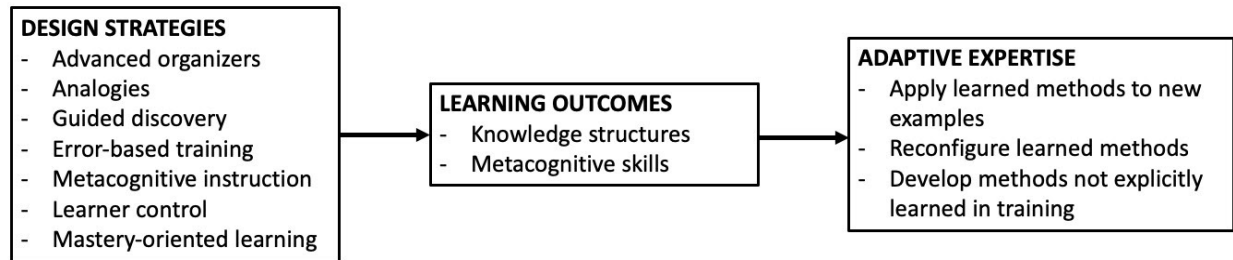 DESIGN STRATEGIES
- Advanced organizers
- Analogies
- Guided discovery
- Error-based training
- Metacognitive instruction
- Learner control
- Mastery-oriented learning
LEARNING OUTCOMES
- Knowledge structures
- Metacognitive skills
ADAPTIVE EXPERTISE
- Apply learned methods to new
examples
- Reconfigure learned methods
- Develop methods not explicitly
learned in training